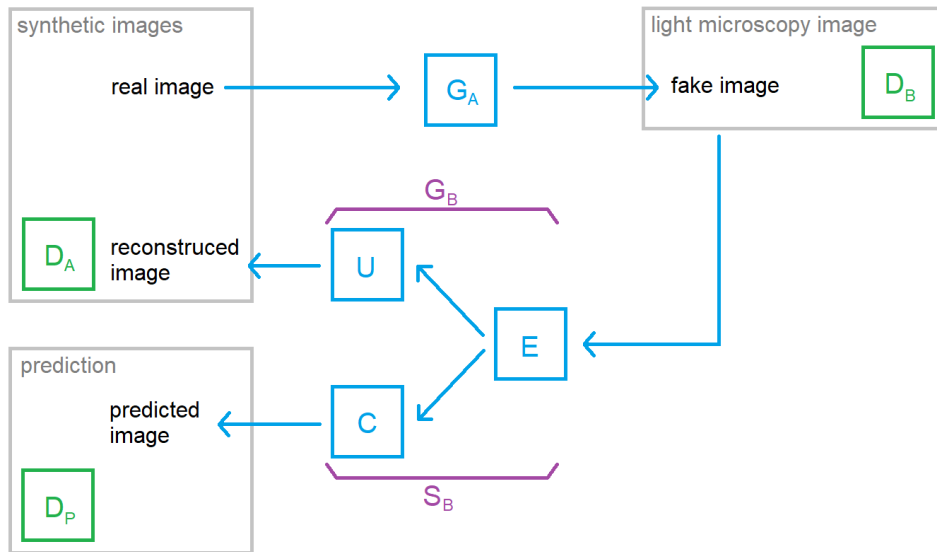 synthetic images
light microscopy image
real image
G_A
fake image
D_B
G_B
D_A
reconstruced
image
U
E
prediction
predicted
image
C
S_B
D_P